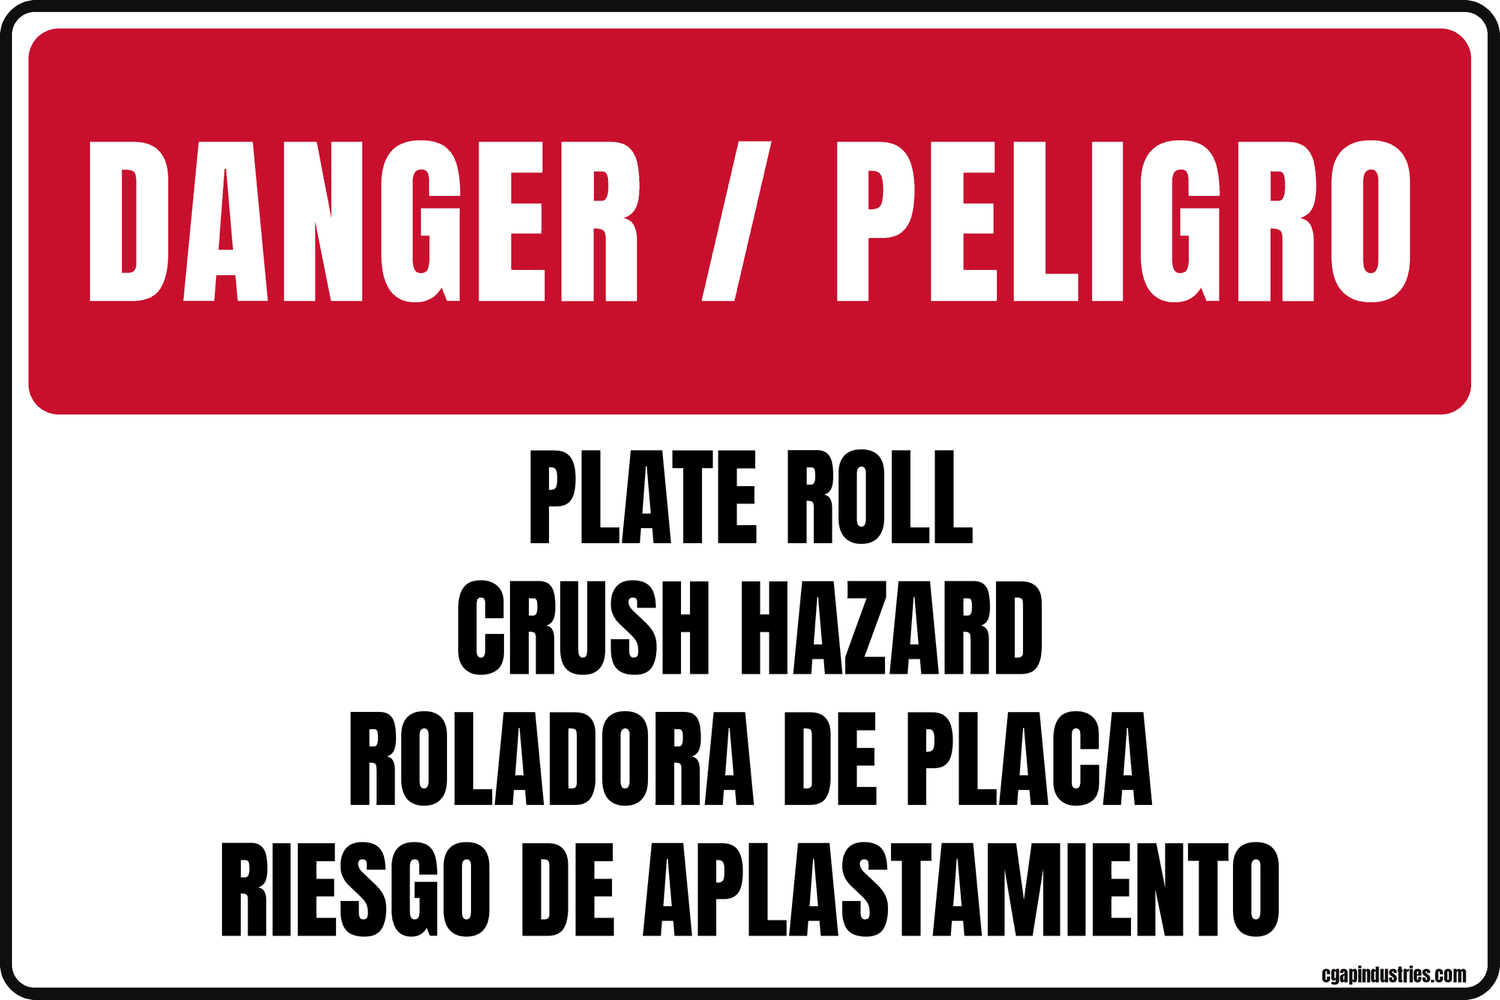 DANGER / PELIGRO
PLATE ROLL
CRUSH HAZARD
ROLADORA DE PLACA
RIESGO DE APLASTAMIENTO
cgapindustries.com